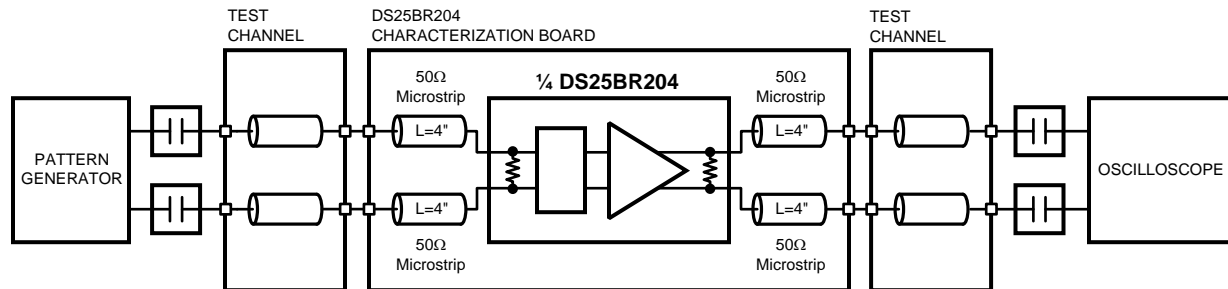 TEST
CHANNEL
DS25BR204
CHARACTERIZATION BOARD
TEST
CHANNEL
50Ω
Microstrip
¼ DS25BR204
50Ω
Microstrip
L=4"
L=4"
PATTERN
GENERATOR
OSCILLOSCOPE
L=4"
L=4"
50Ω
Microstrip
50Ω
Microstrip